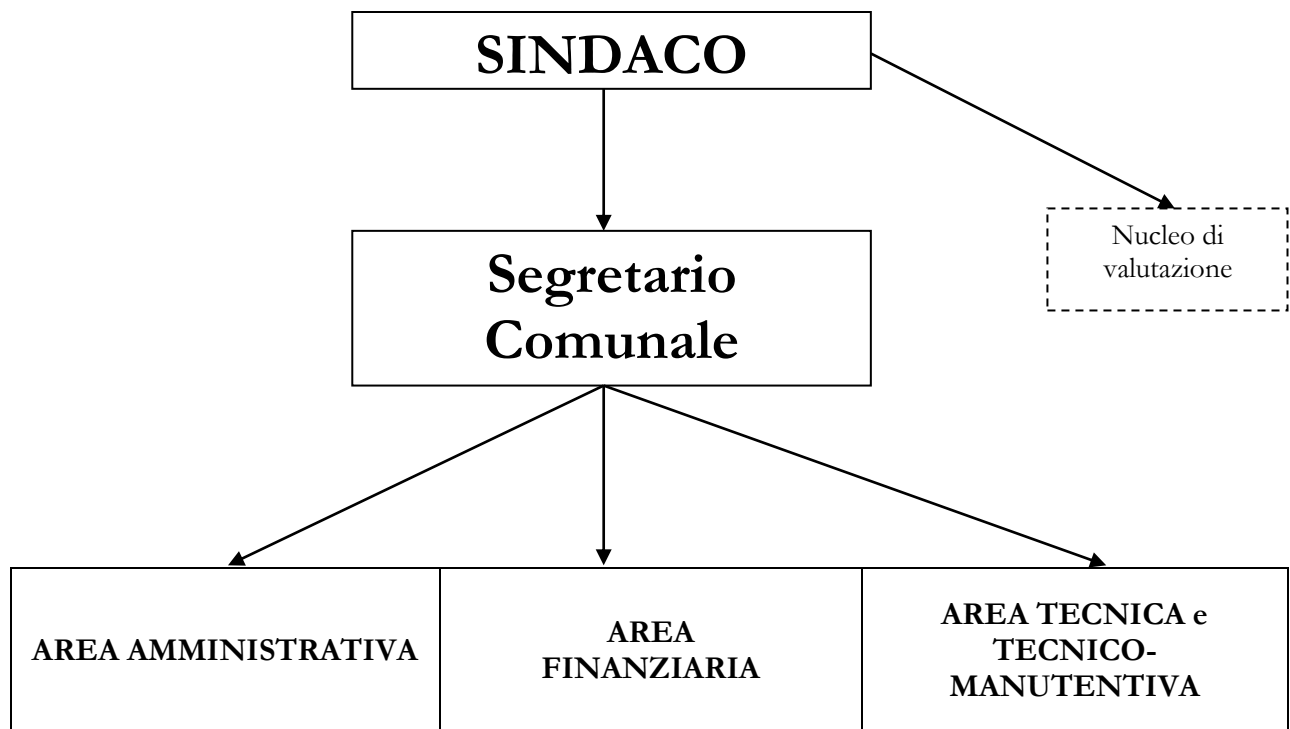 SINDACO
Nucleo di
valutazione
Segretario
Comunale
AREA AMMINISTRATIVA
AREA
FINANZIARIA
AREA TECNICA e
TECNICO-
MANUTENTIVA